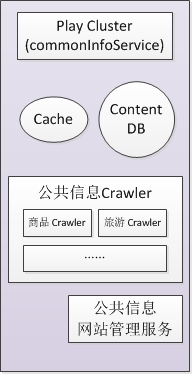 Play Cluster
(commonInfoService)
Cache
Content
DB
公共信息Crawler
商品 Crawler
旅游 Crawler
......
公共信息
网站管理服务